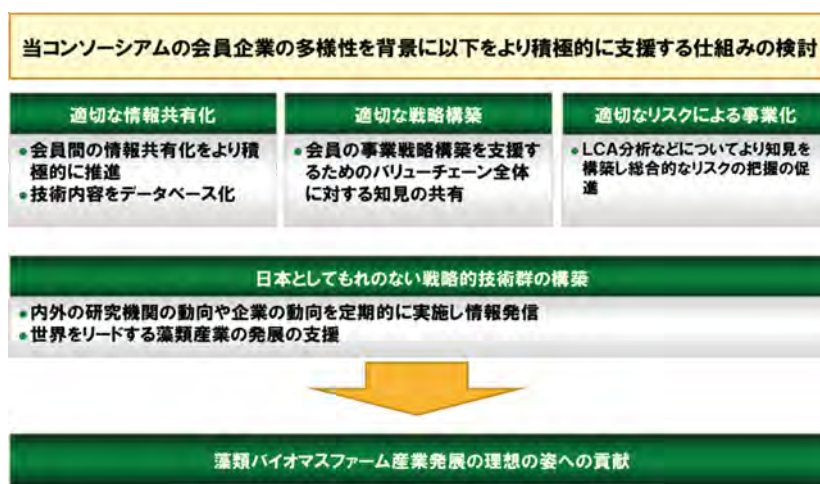 当コンソーシアムの会員企業の多様性を背景に以下をより積極的に支援する仕組みの検討
適切な情報共有化
●会員間の情報共有化をより積
極的に推進
●技術内容をデータベース化
適切な戦略構築
●会員の事業戦略構築を支援す
るためのバリューチェーン全体
に対する知見の共有
適切なリスクによる事業化
●LCA分析などについてより知見を
構築し総合的なリスクの把握の促
進
日本としてもれのない戦略的技術群の構築
●内外の研究機関の動向や企業の動向を定期的に実施し情報発信
●世界をリードする藻類産業の発展の支援
藻類バイオマスファーム産業発展の理想の姿への貢献